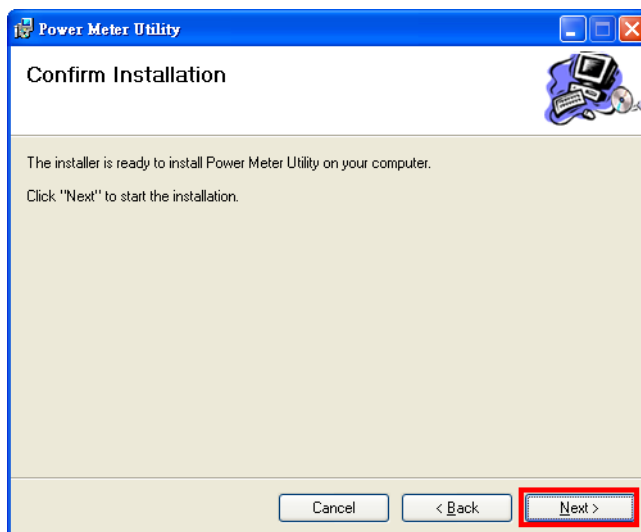 Power Meter Utility
Confirm Installation
The installer is ready to install Power Meter Utility on your computer.
Click "Next" to start the installation.
Cancel
< Back
Next >